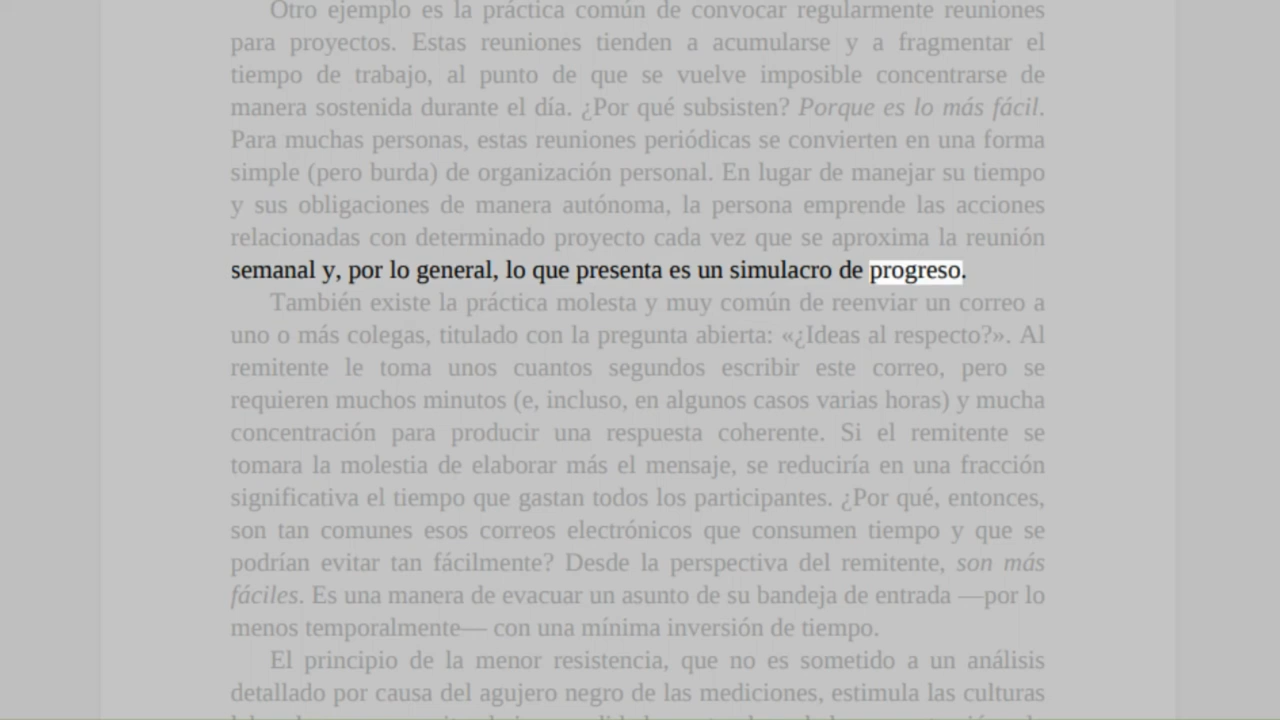 Otro ejemplo es la práctica común de convocar regularmente reuniones
para proyectos. Estas reuniones tienden a acumularse y a fragmentar el
tiempo de trabajo, al punto de que se vuelve imposible concentrarse de
manera sostenida durante el día. ¿Por qué subsisten? Porque es lo más fácil.
Para muchas personas, estas reuniones periódicas se convierten en una forma
simple (pero burda) de organización personal. En lugar de manejar su tiempo
y sus obligaciones de manera autónoma, la persona emprende las acciones
relacionadas con determinado proyecto cada vez que se aproxima la reunión
semanal y, por lo general, lo que presenta es un simulacro de progreso.
También existe la práctica molesta y muy común de reenviar un correo a
uno o más colegas, titulado con la pregunta abierta: «¿Ideas al respecto?». Al
remitente le toma unos cuantos segundos escribir este correo, pero se
requieren muchos minutos (e, incluso, en algunos casos varias horas) y mucha
concentración para producir una respuesta coherente. Si el remitente se
tomara la molestia de elaborar más el mensaje, se reduciría en una fracción
significativa el tiempo que gastan todos los participantes. ¿Por qué, entonces,
son tan comunes esos correos electrónicos que consumen tiempo y que se
podrían evitar tan fácilmente? Desde la perspectiva del remitente, son más
fáciles. Es una manera de evacuar un asunto de su bandeja de entrada —por lo
menos temporalmente— con una mínima inversión de tiempo.
El principio de la menor resistencia, que no es sometido a un análisis
detallado por causa del agujero negro de las mediciones, estimula las culturas